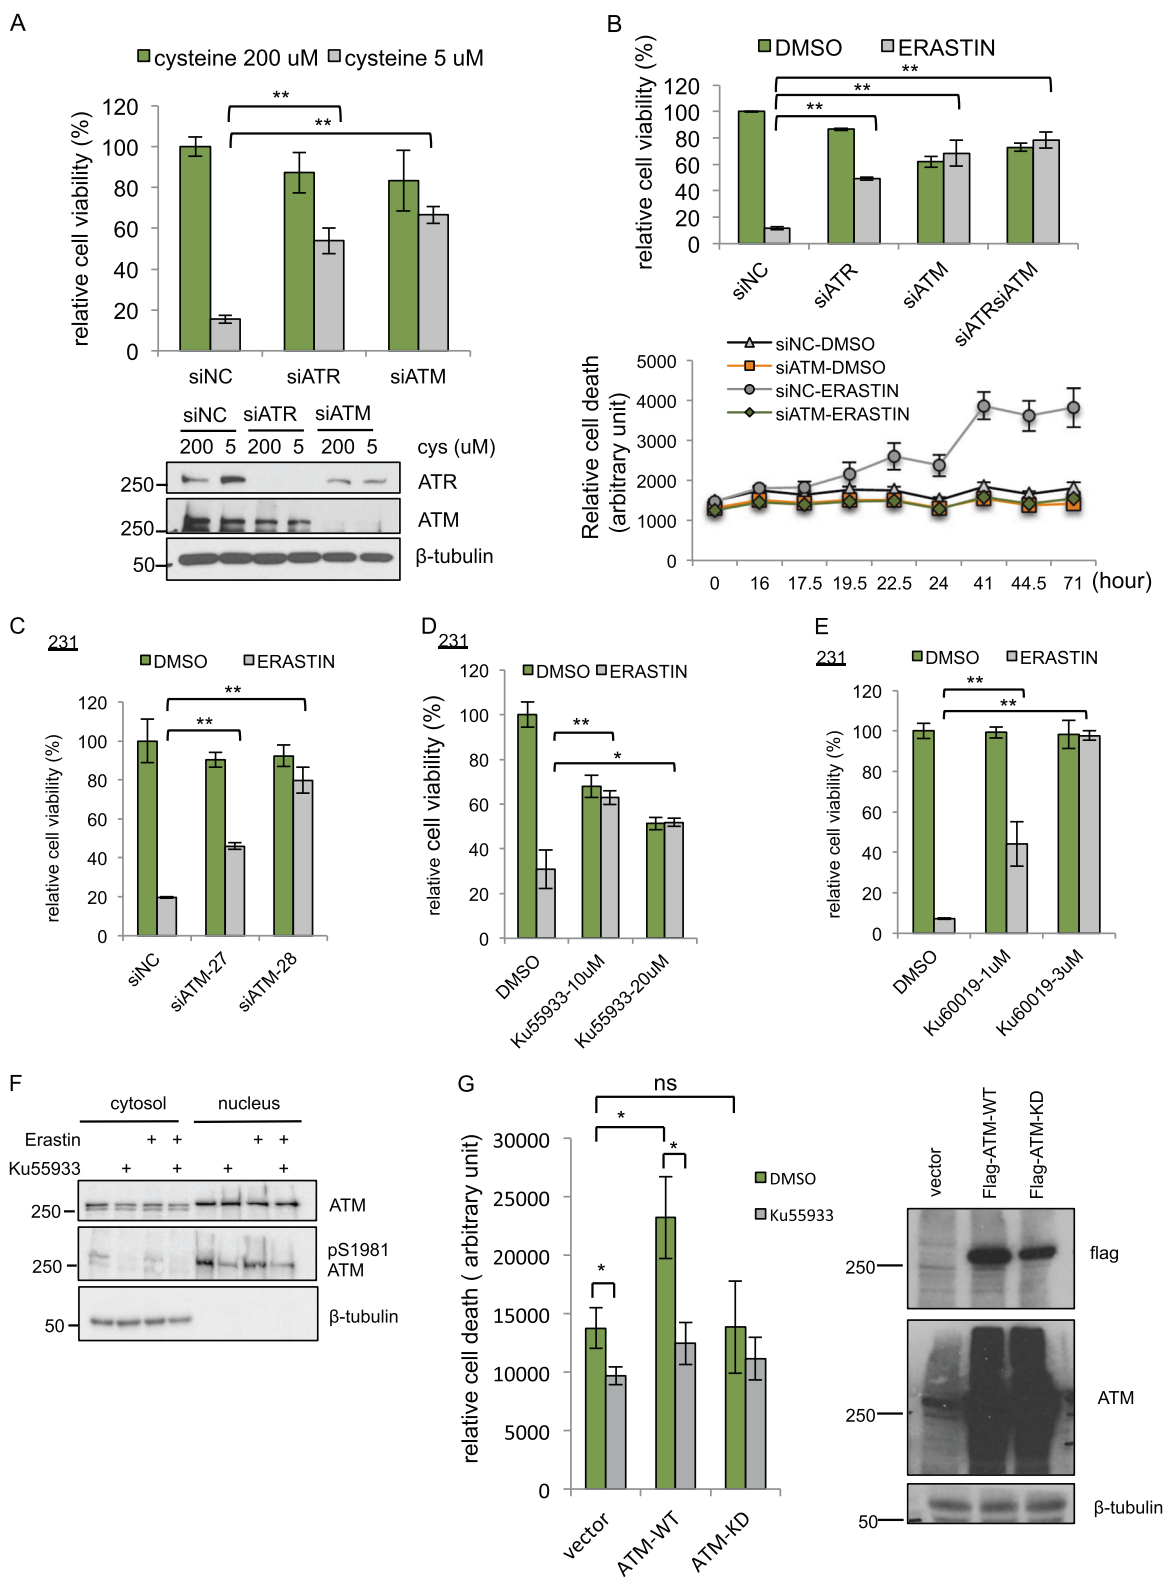 A
cysteine 200 uM cysteine 5 uM
relative cell viability (%)
120
100
80
60
40
20
0
**
**
siNC siATR siATM
siNC siATR siATM
200 5 200 5 200 5 cys (uM)
250 ATR
250 ATM
50 β-tubulin
B
DMSO ERASTIN
relative cell viability (%)
120
100
80
60
40
20
0
**
**
**
siNC siATR siATM siATRsiATM
siNC-DMSO
siATM-DMSO
siNC-ERASTIN
siATM-ERASTIN
Relative cell death
(arbitrary unit)
5000
4000
3000
2000
1000
0
0 16 17.5 19.5 22.5 24 41 44.5 71 (hour)
C
231
DMSO ERASTIN
relative cell viability (%)
120
100
80
60
40
20
0
**
**
siNC siATM-27 siATM-28
D
231
DMSO ERASTIN
relative cell viability (%)
120
100
80
60
40
20
0
**
*
DMSO Ku55933-10uM Ku55933-20uM
E
231
DMSO ERASTIN
relative cell viability (%)
120
100
80
60
40
20
0
**
**
DMSO Ku60019-1uM Ku60019-3uM
F
cytosol nucleus
Erastin + + + +
Ku55933 + + + +
250 ATM
250 pS1981
ATM
50 β-tubulin
G
ns
*
*
*
DMSO
Ku55933
relative cell death ( arbitrary unit)
30000
25000
20000
15000
10000
5000
0
vector ATM-WT ATM-KD
vector Flag-ATM-WT Flag-ATM-KD
250 flag
250 ATM
50 β-tubulin